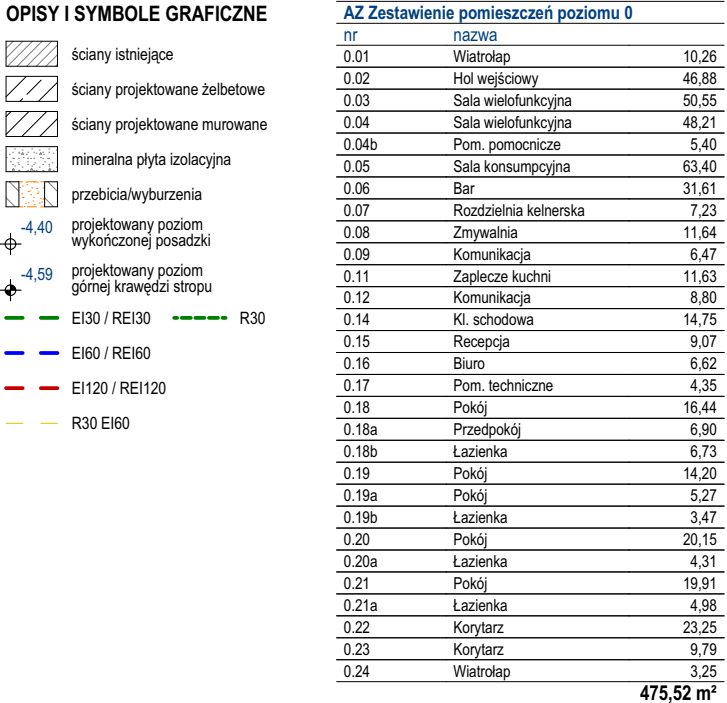 OPISY I SYMBOLE GRAFICZNE
ściany istniejące
ściany projektowane żelbetowe
ściany projektowane murowane
mineralna płyta izolacyjna
przebicia/wyburzenia
-4,40 projektowany poziom
wykończonej posadzki
-4,59 projektowany poziom
górnej krawędzi stropu
EI30 / REI30 R30
EI60 / REI60
EI120 / REI120
R30 EI60
AZ Zestawienie pomieszczeń poziomu 0
nr nazwa
0.01 Wiatrołap 10,26
0.02 Hol wejściowy 46,88
0.03 Sala wielofunkcyjna 50,55
0.04 Sala wielofunkcyjna 48,21
0.04b Pom. pomocnicze 5,40
0.05 Sala konsumpcyjna 63,40
0.06 Bar 31,61
0.07 Rozdzielnia kelnerska 7,23
0.08 Zmywalnia 11,64
0.09 Komunikacja 6,47
0.11 Zaplecze kuchni 11,63
0.12 Komunikacja 8,80
0.14 Kl. schodowa 14,75
0.15 Recepcja 9,07
0.16 Biuro 6,62
0.17 Pom. techniczne 4,35
0.18 Pokój 16,44
0.18a Przedpokój 6,90
0.18b Łazienka 6,73
0.19 Pokój 14,20
0.19a Pokój 5,27
0.19b Łazienka 3,47
0.20 Pokój 20,15
0.20a Łazienka 4,31
0.21 Pokój 19,91
0.21a Łazienka 4,98
0.22 Korytarz 23,25
0.23 Korytarz 9,79
0.24 Wiatrołap 3,25
475,52 m²